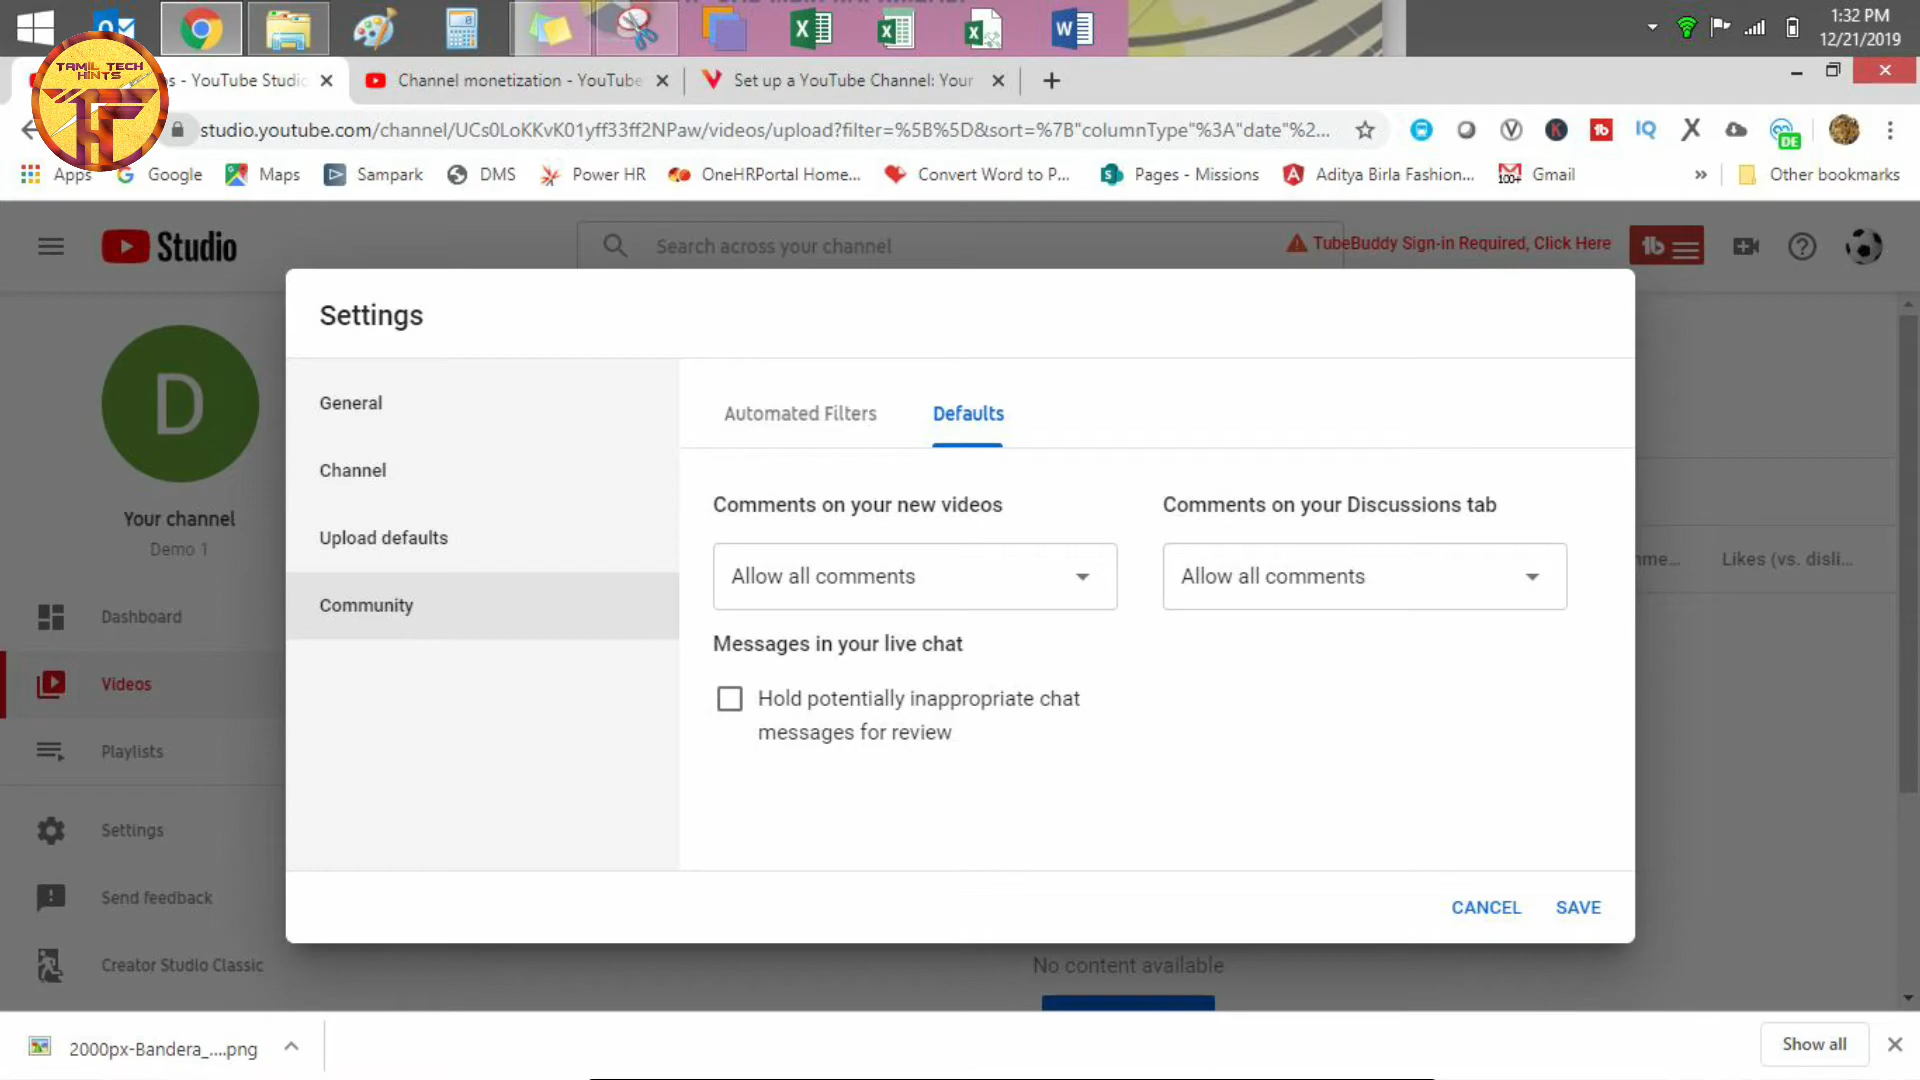 1:32 PM
12/21/2019
TAMIL TECH
HINTS
s - YouTube Studio
Channel monetization - YouTube
Set up a YouTube Channel: Your
studio.youtube.com/channel/UCs0LoKKvK01yff33ff2NPaw/videos/upload?filter=%5B%5D&sort=%7B"columnType"%3A"date"%2...
IQ
DE
Apps
Google
Maps
Sampark
DMS
Power HR
OneHRPortal Home...
Convert Word to P...
Pages - Missions
Aditya Birla Fashion...
100+
Gmail
»
Other bookmarks
Studio
Search across your channel
TubeBuddy Sign-in Required, Click Here
Settings
General
Channel
Upload defaults
Community
Automated Filters
Defaults
Comments on your new videos
Comments on your Discussions tab
Allow all comments
Allow all comments
Messages in your live chat
Hold potentially inappropriate chat
messages for review
CANCEL
SAVE
D
Your channel
Demo 1
Dashboard
Videos
Playlists
Settings
Send feedback
Creator Studio Classic
mme...
Likes (vs. disli...
No content available
2000px-Bandera_....png
Show all